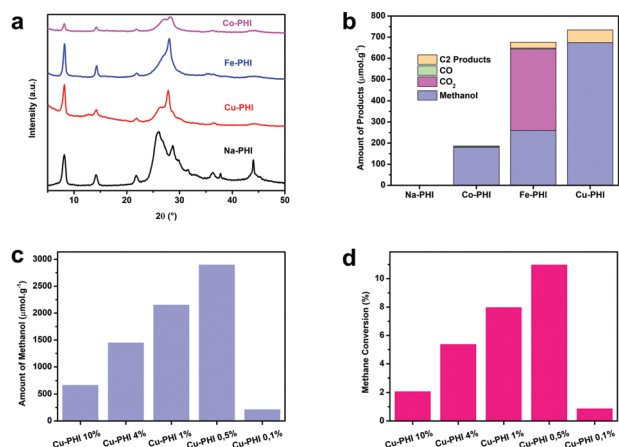 a
Co-PHI
Fe-PHI
Cu-PHI
Na-PHI
Intensity (a.u.)
10 20 30 40 50
2θ (°)
b
C2 Products
CO
CO2
Methanol
Amount of Products (µmol.g-1)
800
700
600
500
400
300
200
100
0
Na-PHI Co-PHI Fe-PHI Cu-PHI
c
Amount of Methanol (µmol.g-1)
3000
2500
2000
1500
1000
500
0
Cu-PHI 10% Cu-PHI 4% Cu-PHI 1% Cu-PHI 0,5% Cu-PHI 0,1%
d
Methane Conversion (%)
10
8
6
4
2
0
Cu-PHI 10% Cu-PHI 4% Cu-PHI 1% Cu-PHI 0,5% Cu-PHI 0,1%